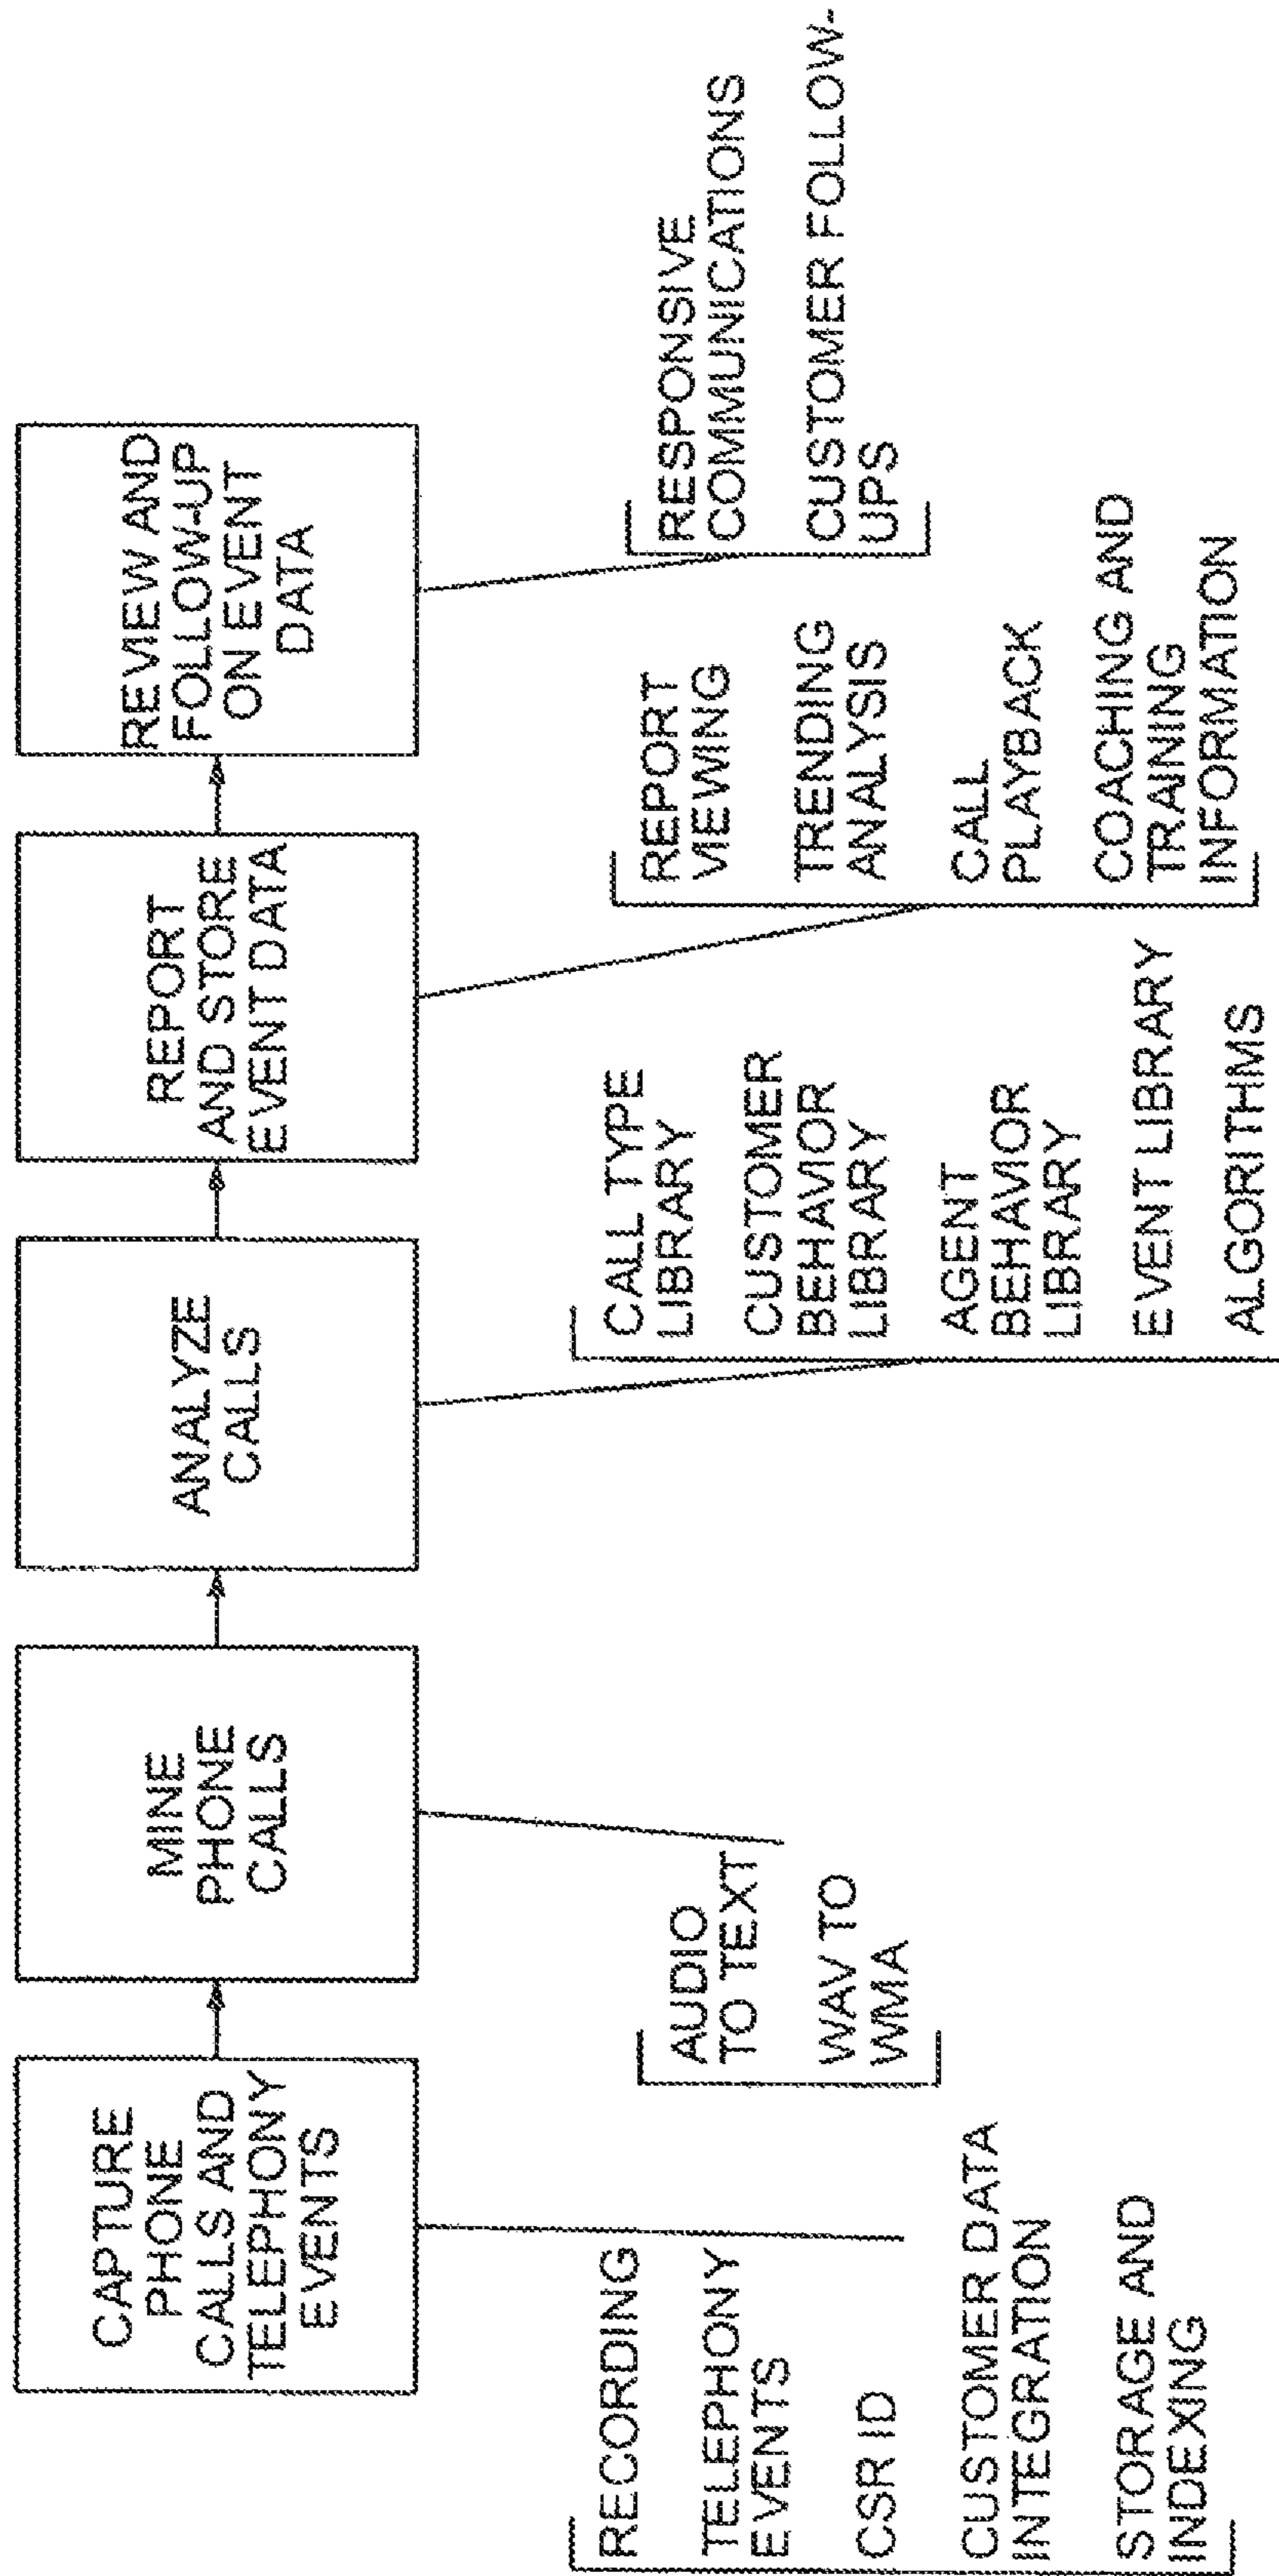 CAPTURE
PHONE
CALLS AND
TELEPHONY
EVENTS
MINE
PHONE
CALLS
ANALYZE
CALLS
REPORT
AND STORE
EVENT DATA
REVIEW AND
FOLLOW-UP
ON EVENT
DATA
RECORDING
TELEPHONY
EVENTS
CSR ID
CUSTOMER DATA
INTEGRATION
STORAGE AND
INDEXING
AUDIO
TO TEXT
WAV TO
WMA
CALL TYPE
LIBRARY
CUSTOMER
BEHAVIOR
LIBRARY
AGENT
BEHAVIOR
LIBRARY
EVENT LIBRARY
ALGORITHMS
REPORT
VIEWING
TRENDING
ANALYSIS
CALL
PLAYBACK
COACHING AND
TRAINING
INFORMATION
RESPONSIVE
COMMUNICATIONS
CUSTOMER FOLLOW-
UPS